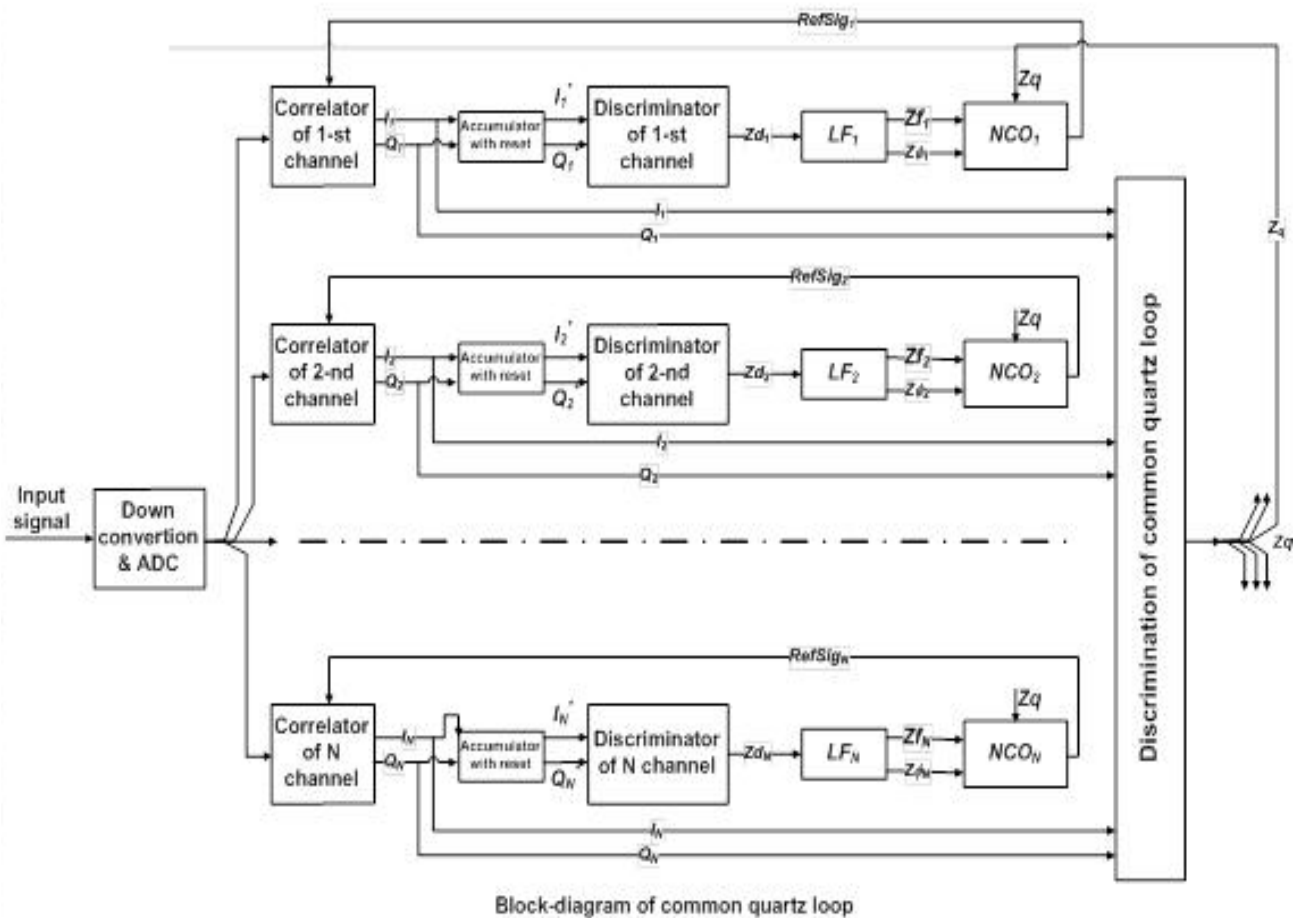 RefSig₁
Zq
Correlator
of 1-st
channel
I₁
Q₁
Accumulator
with reset
I₁'
Q₁'
Discriminator
of 1-st
channel
Zd₁
LF₁
Zf₁
Zϕ₁
NCO₁
I₁
Q₁
Zq
RefSig₂
Zq
Correlator
of 2-nd
channel
I₂
Q₂
Accumulator
with reset
I₂'
Q₂'
Discriminator
of 2-nd
channel
Zd₂
LF₂
Zf₂
Zϕ₂
NCO₂
I₂
Q₂
Input
signal
Down
convertion
& ADC
Discrimination of common quartz loop
Zq
RefSigN
Zq
Correlator
of N
channel
IN
QN
Accumulator
with reset
IN'
QN'
Discriminator
of N channel
ZdN
LFN
ZfN
ZϕN
NCON
IN
QN
Block-diagram of common quartz loop